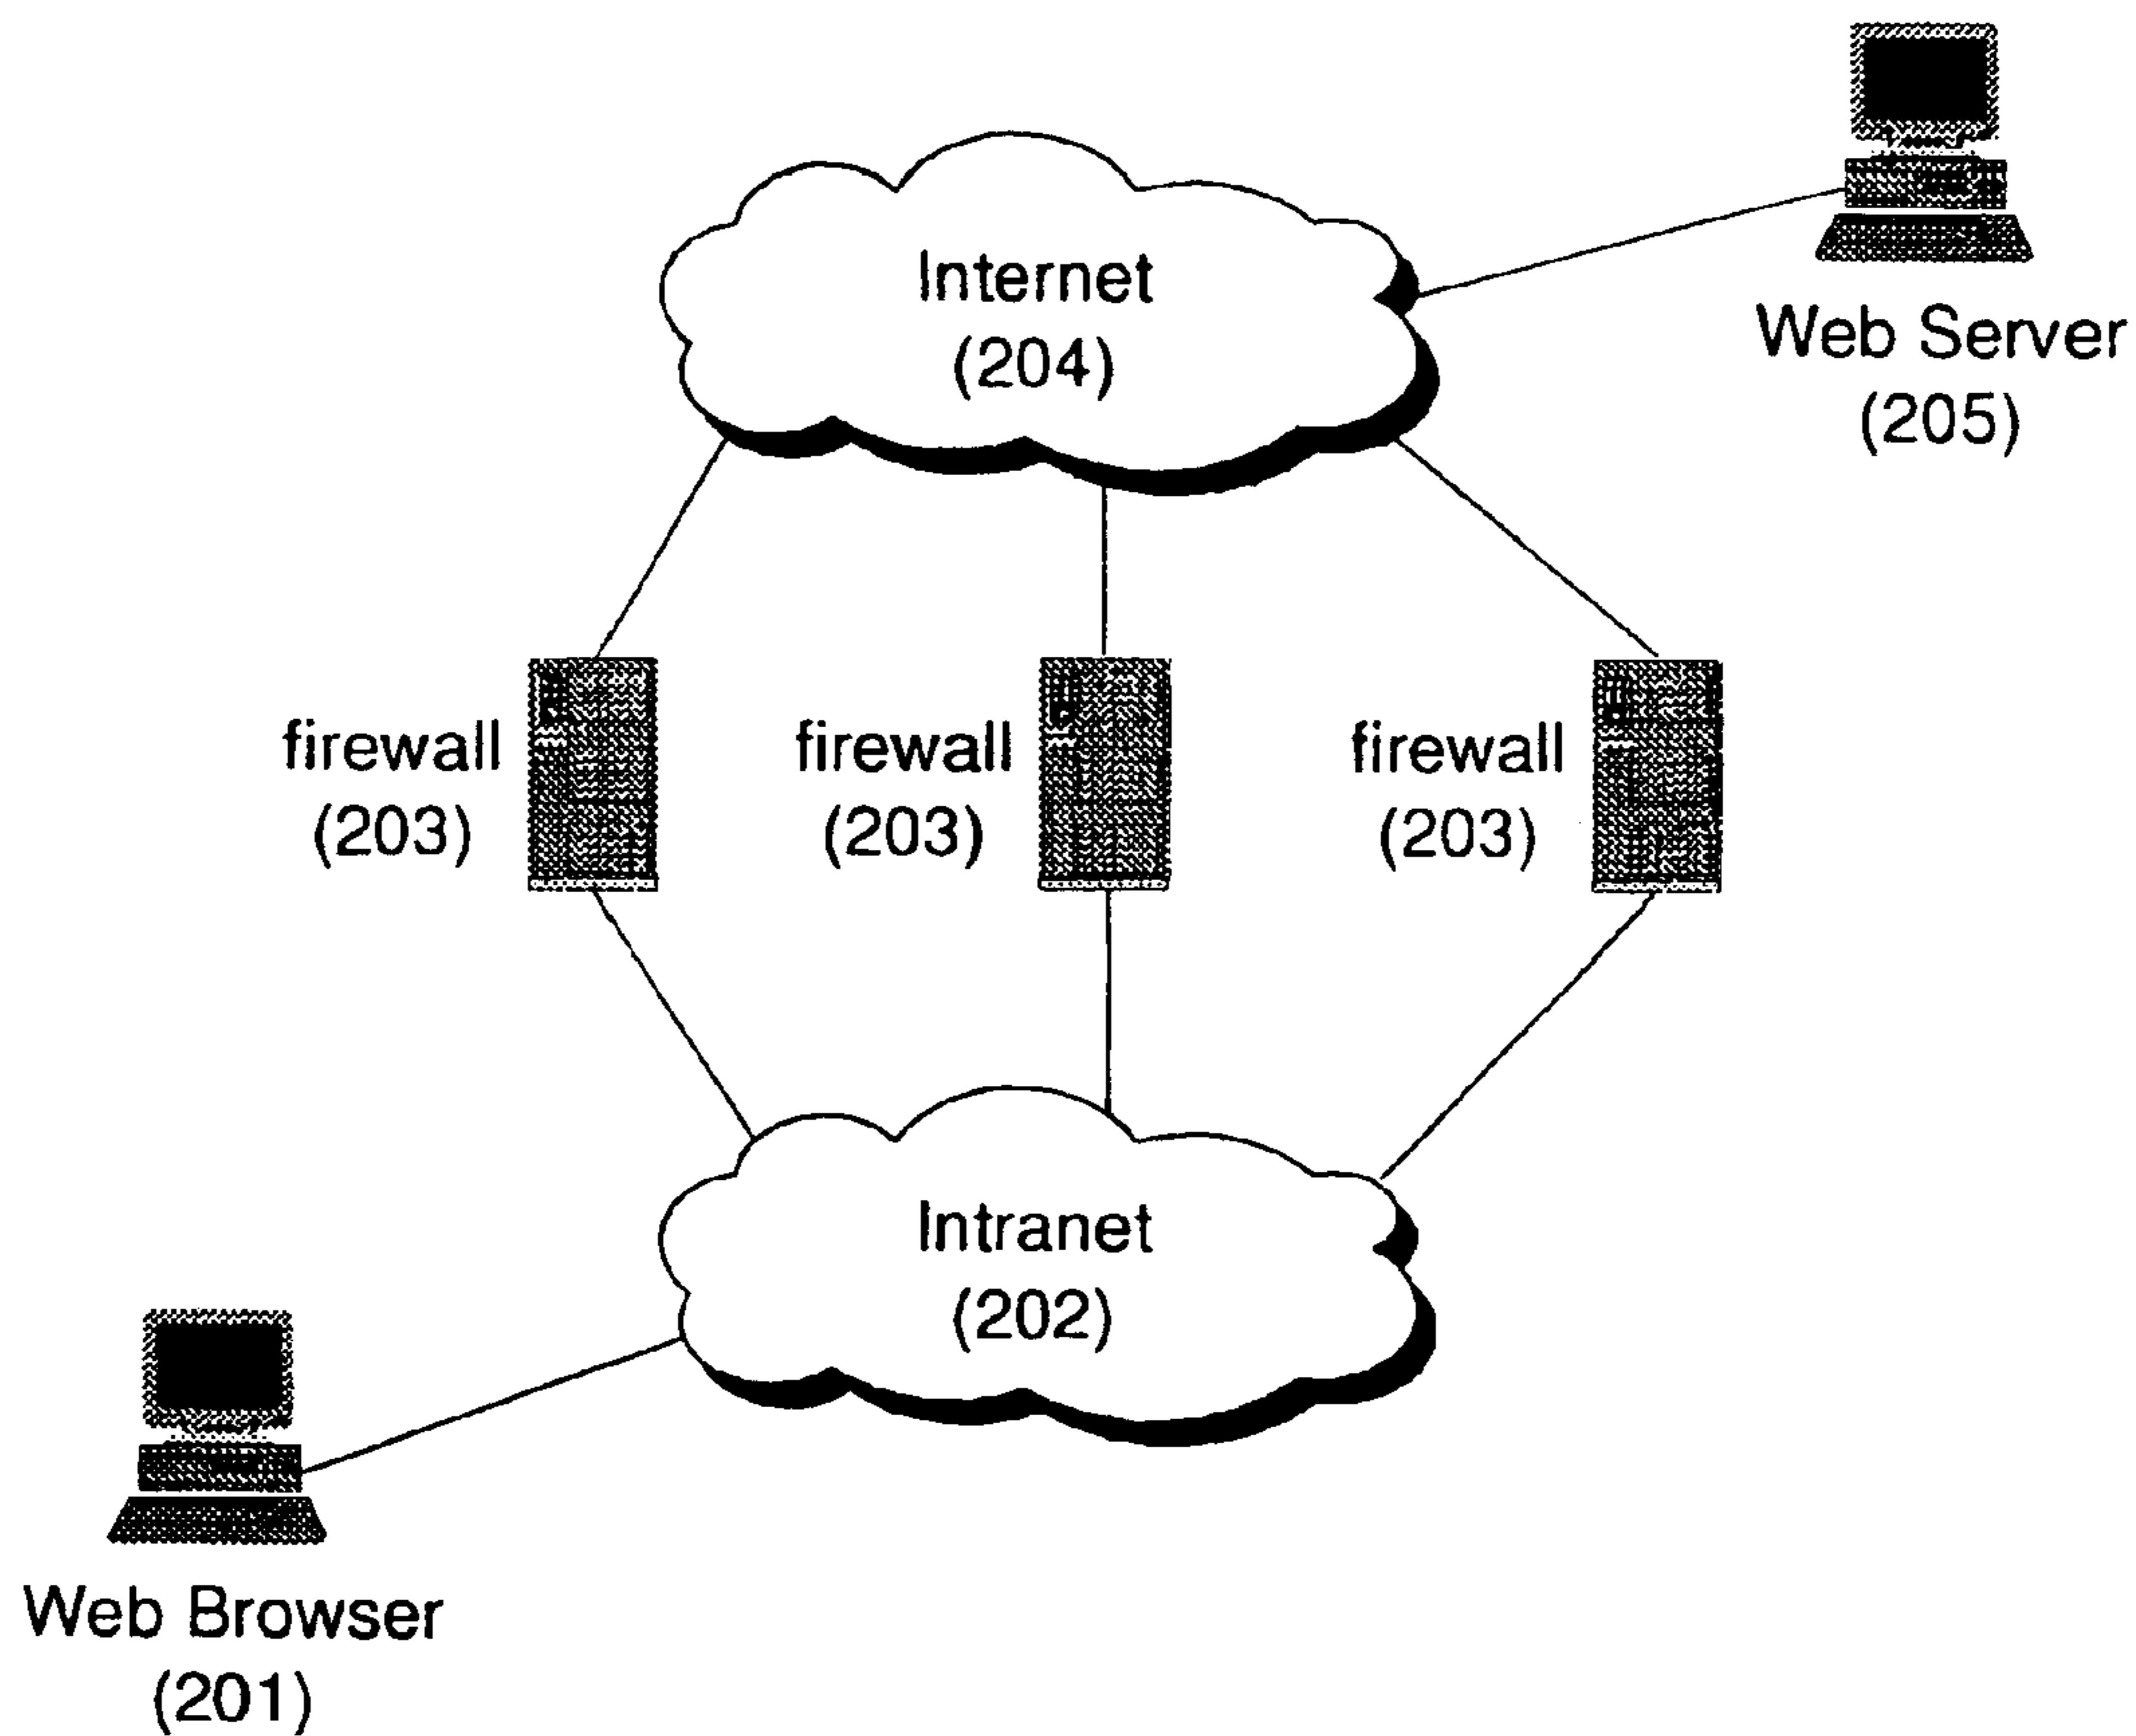 Internet
(204)
Web Server
(205)
firewall
(203)
firewall
(203)
firewall
(203)
Intranet
(202)
Web Browser
(201)